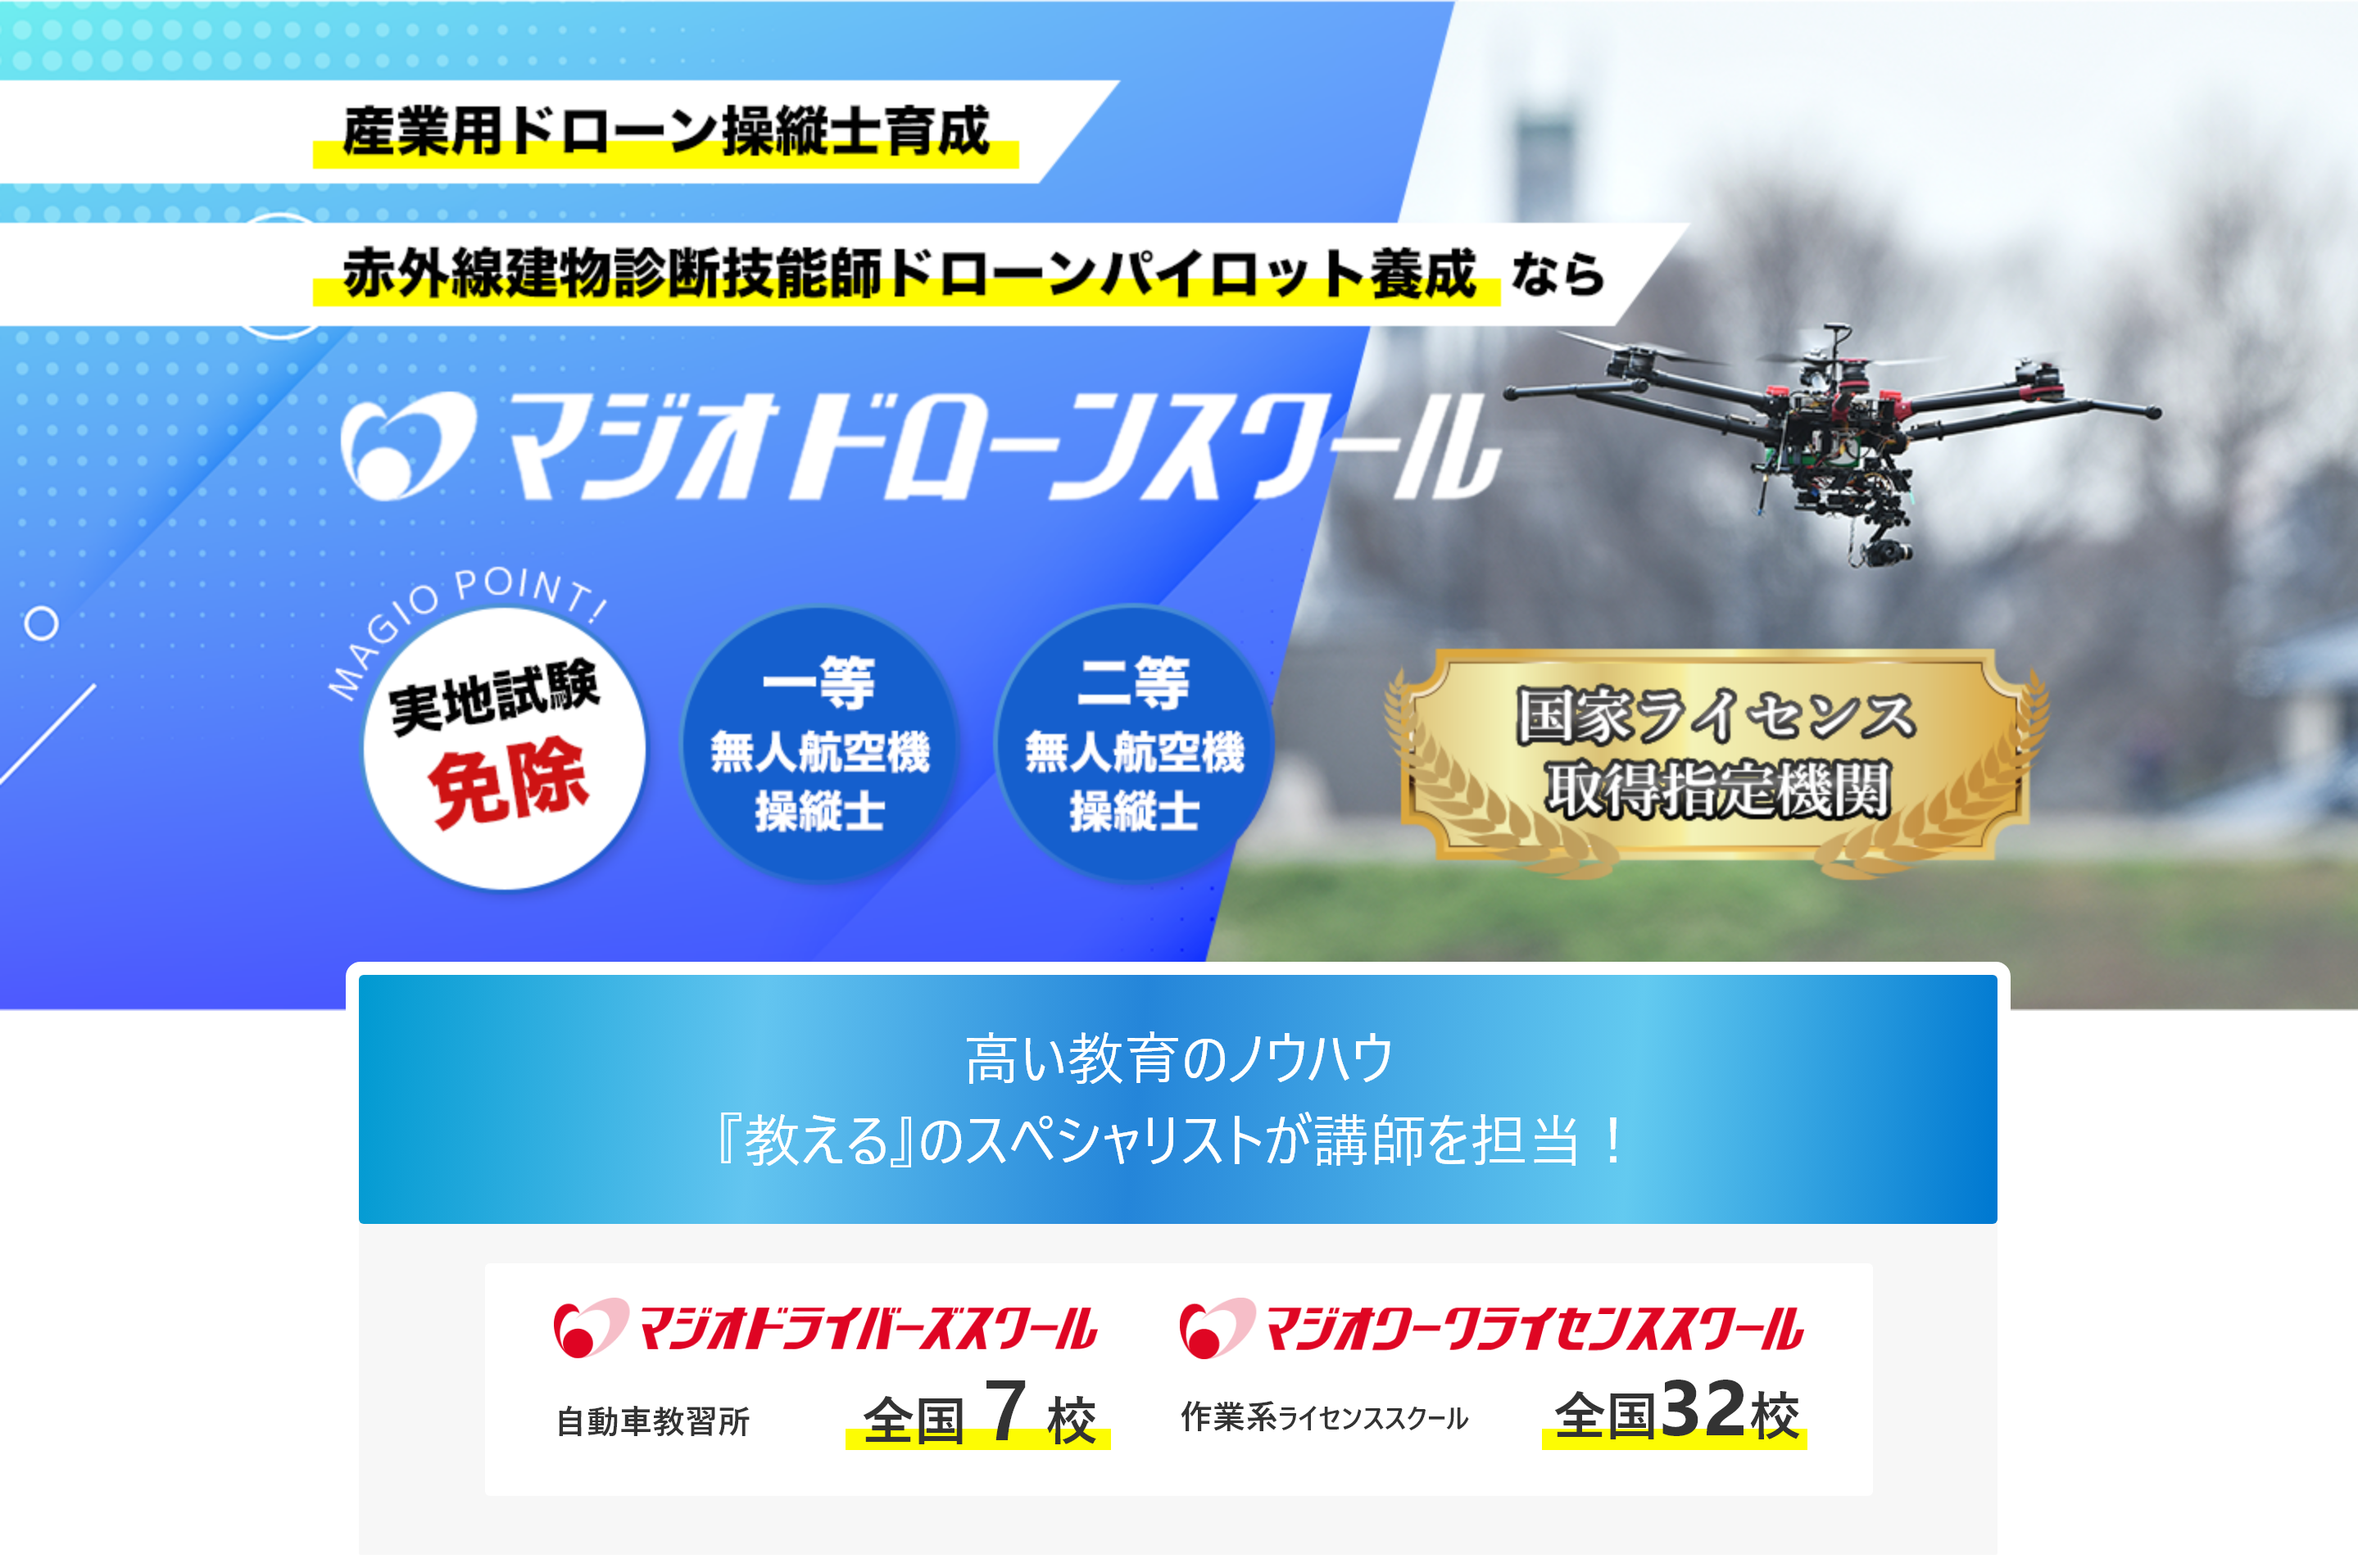 産業用ドローン操縦士育成
赤外線建物診断技能師ドローンパイロット養成 なら
マジオドローンスクール
MAGIO POINT!
実地試験
免除
一等
無人航空機
操縦士
二等
無人航空機
操縦士
国家ライセンス
取得指定機関
高い教育のノウハウ
『教える』のスペシャリストが講師を担当！
マジオドライバーズスクール
自動車教習所 全国 7 校
マジオワークライセンススクール
作業系ライセンススクール 全国32校